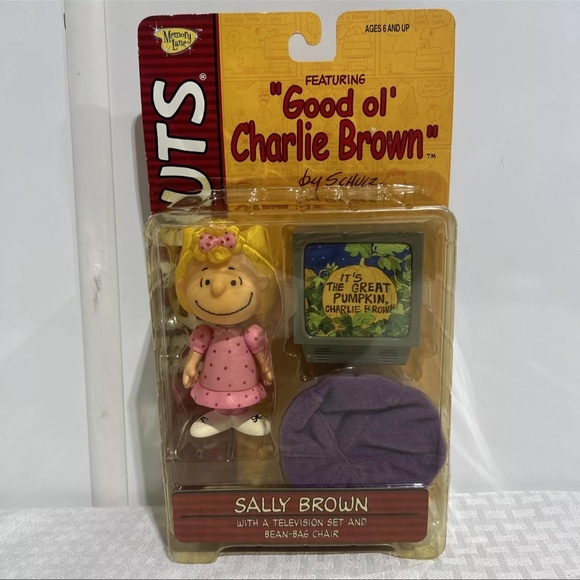 Memory
Lane
AGES 6 AND UP
UTS®
FEATURING
"Good ol'
Charlie Brown"™
by SCHULZ
IT'S
THE GREAT
PUMPKIN,
CHARLIE BROWN
SALLY BROWN
WITH A TELEVISION SET AND
BEAN-BAG CHAIR